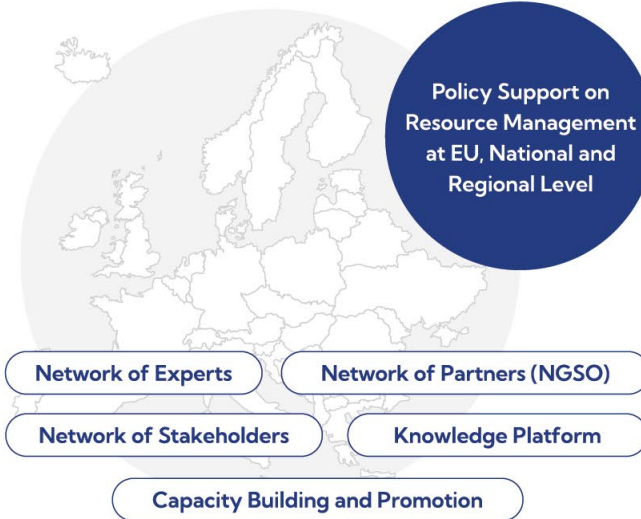 Policy Support on
Resource Management
at EU, National and
Regional Level
Network of Experts
Network of Partners (NGSO)
Network of Stakeholders
Knowledge Platform
Capacity Building and Promotion